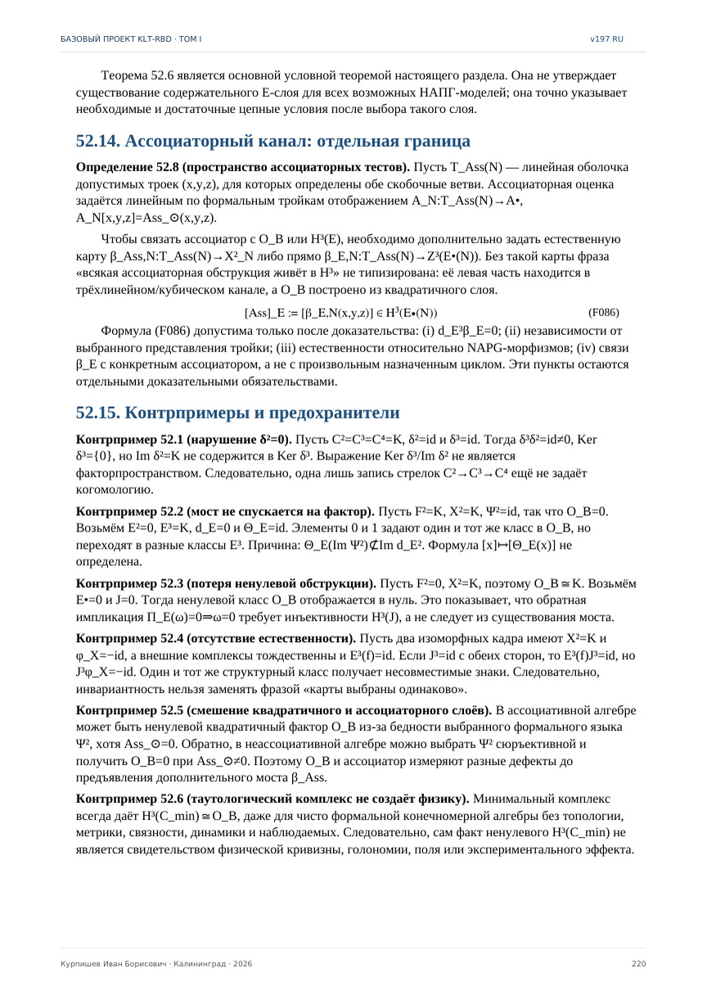 БАЗОВЫЙ ПРОЕКТ KLT-RBD · ТОМ I
v197 RU
Теорема 52.6 является основной условной теоремой настоящего раздела. Она не утверждает
существование содержательного E-слоя для всех возможных НАПГ-моделей; она точно указывает
необходимые и достаточные цепные условия после выбора такого слоя.
52.14. Ассоциаторный канал: отдельная граница
Определение 52.8 (пространство ассоциаторных тестов). Пусть T_Ass(N) — линейная оболочка
допустимых троек (x,y,z), для которых определены обе скобочные ветви. Ассоциаторная оценка
задаётся линейным по формальным тройкам отображением A_N:T_Ass(N)→A•,
A_N[x,y,z]=Ass_⊙(x,y,z).
Чтобы связать ассоциатор с O_B или H³(E), необходимо дополнительно задать естественную
карту β_Ass,N:T_Ass(N)→X²_N либо прямо β_E,N:T_Ass(N)→Z³(E•(N)). Без такой карты фраза
«всякая ассоциаторная обструкция живёт в H³» не типизирована: её левая часть находится в
трёхлинейном/кубическом канале, а O_B построено из квадратичного слоя.
[Ass]_E := [β_E,N(x,y,z)] ∈ H³(E•(N)) (F086)
Формула (F086) допустима только после доказательства: (i) d_E³β_E=0; (ii) независимости от
выбранного представления тройки; (iii) естественности относительно NAPG-морфизмов; (iv) связи
β_E с конкретным ассоциатором, а не с произвольным назначенным циклом. Эти пункты остаются
отдельными доказательными обязательствами.
52.15. Контрпримеры и предохранители
Контрпример 52.1 (нарушение δ²=0). Пусть C²=C³=C⁴=K, δ²=id и δ³=id. Тогда δ³δ²=id≠0, Ker
δ³={0}, но Im δ²=K не содержится в Ker δ³. Выражение Ker δ³/Im δ² не является
факторпространством. Следовательно, одна лишь запись стрелок C²→C³→C⁴ ещё не задаёт
когомологию.
Контрпример 52.2 (мост не спускается на фактор). Пусть F²=K, X²=K, Ψ²=id, так что O_B=0.
Возьмём E²=0, E³=K, d_E=0 и Θ_E=id. Элементы 0 и 1 задают один и тот же класс в O_B, но
переходят в разные классы E³. Причина: Θ_E(Im Ψ²)⊄Im d_E². Формула [x]↦[Θ_E(x)] не
определена.
Контрпример 52.3 (потеря ненулевой обструкции). Пусть F²=0, X²=K, поэтому O_B≅K. Возьмём
E•=0 и J=0. Тогда ненулевой класс O_B отображается в нуль. Это показывает, что обратная
импликация Π_E(ω)=0⇒ω=0 требует инъективности H³(J), а не следует из существования моста.
Контрпример 52.4 (отсутствие естественности). Пусть два изоморфных кадра имеют X²=K и
φ_X=−id, а внешние комплексы тождественны и E³(f)=id. Если J³=id с обеих сторон, то E³(f)J³=id, но
J³φ_X=−id. Один и тот же структурный класс получает несовместимые знаки. Следовательно,
инвариантность нельзя заменять фразой «карты выбраны одинаково».
Контрпример 52.5 (смешение квадратичного и ассоциаторного слоёв). В ассоциативной алгебре
может быть ненулевой квадратичный фактор O_B из-за бедности выбранного формального языка
Ψ², хотя Ass_⊙=0. Обратно, в неассоциативной алгебре можно выбрать Ψ² сюръективной и
получить O_B=0 при Ass_⊙≠0. Поэтому O_B и ассоциатор измеряют разные дефекты до
предъявления дополнительного моста β_Ass.
Контрпример 52.6 (таутологический комплекс не создаёт физику). Минимальный комплекс
всегда даёт H³(C_min)≅O_B, даже для чисто формальной конечномерной алгебры без топологии,
метрики, связности, динамики и наблюдаемых. Следовательно, сам факт ненулевого H³(C_min) не
является свидетельством физической кривизны, голономии, поля или экспериментального эффекта.
Курпишев Иван Борисович · Калининград · 2026
220